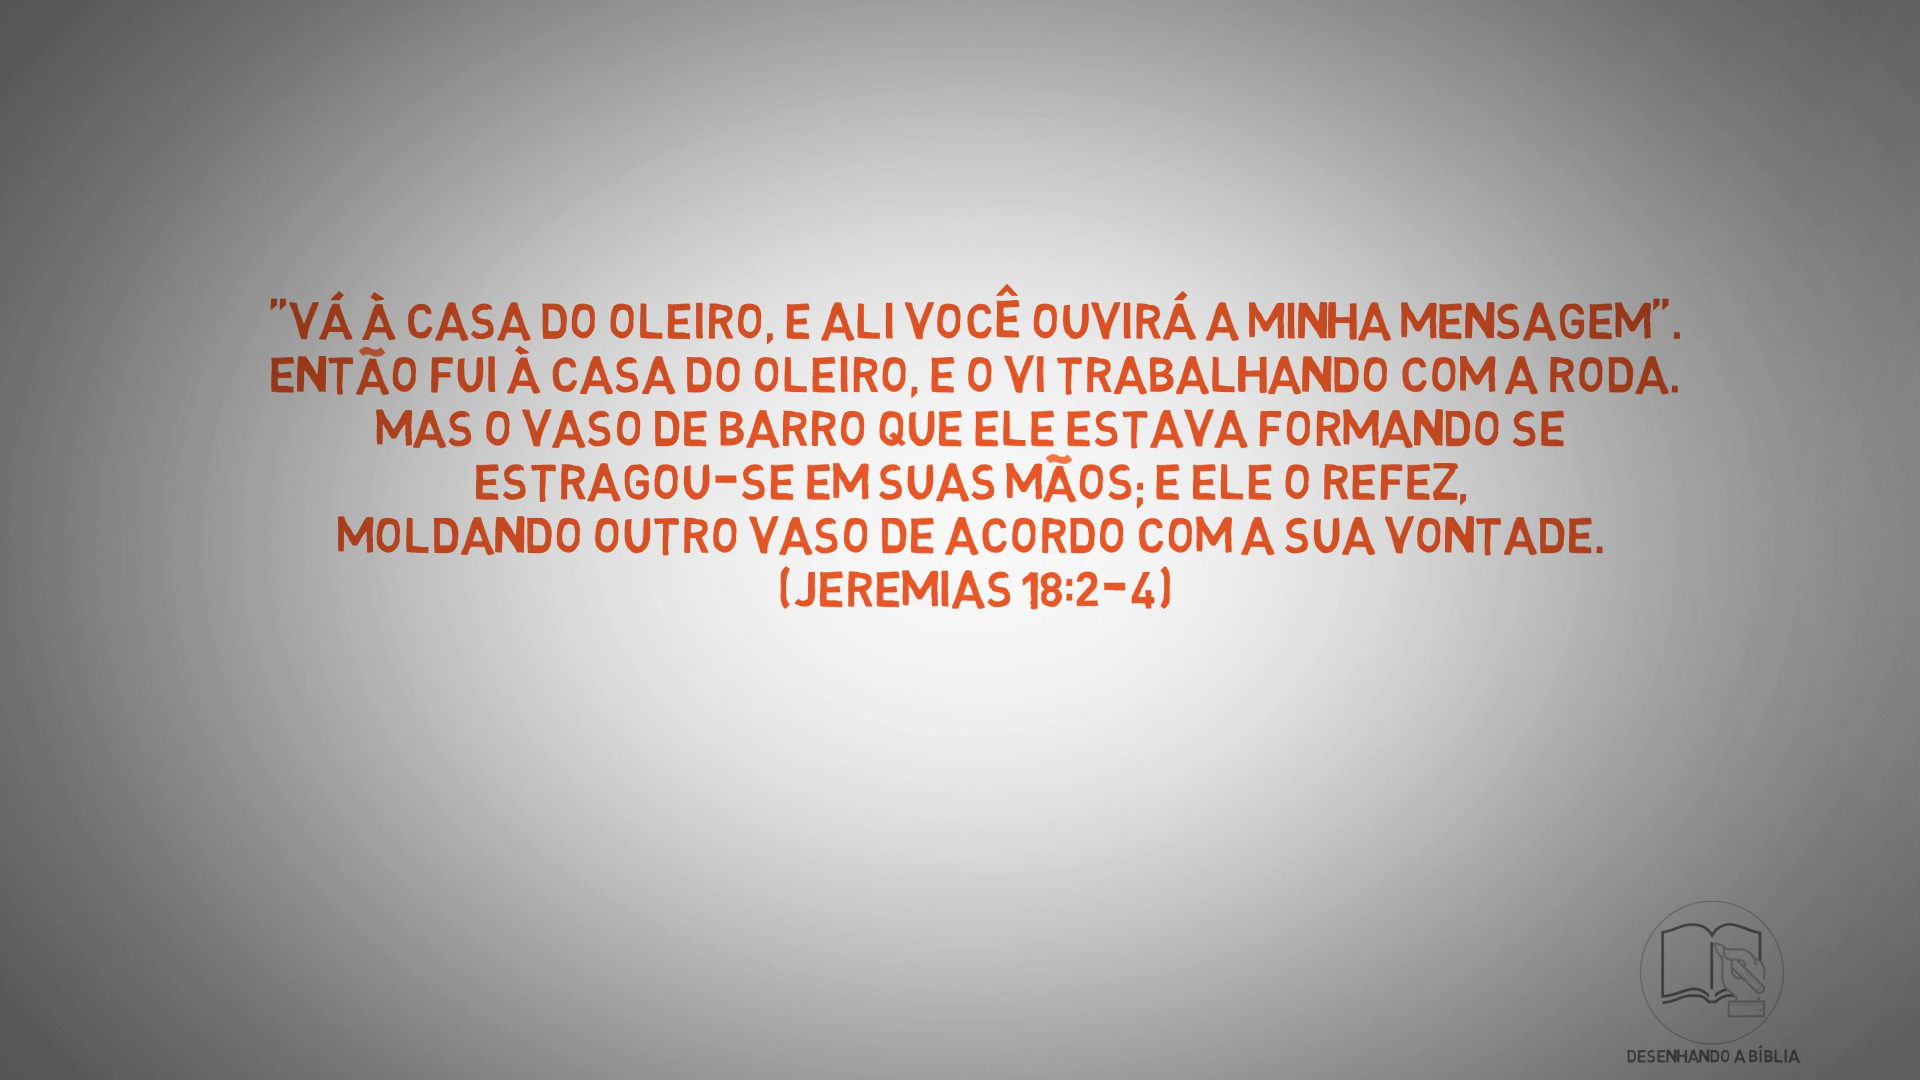 "VÁ À CASA DO OLEIRO, E ALI VOCÊ OUVIRÁ A MINHA MENSAGEM".
ENTÃO FUI À CASA DO OLEIRO, E O VI TRABALHANDO COM A RODA.
MAS O VASO DE BARRO QUE ELE ESTAVA FORMANDO SE
ESTRAGOU-SE EM SUAS MÃOS; E ELE O REFEZ,
MOLDANDO OUTRO VASO DE ACORDO COM A SUA VONTADE.
(JEREMIAS 18:2-4)
DESENHANDO A BÍBLIA